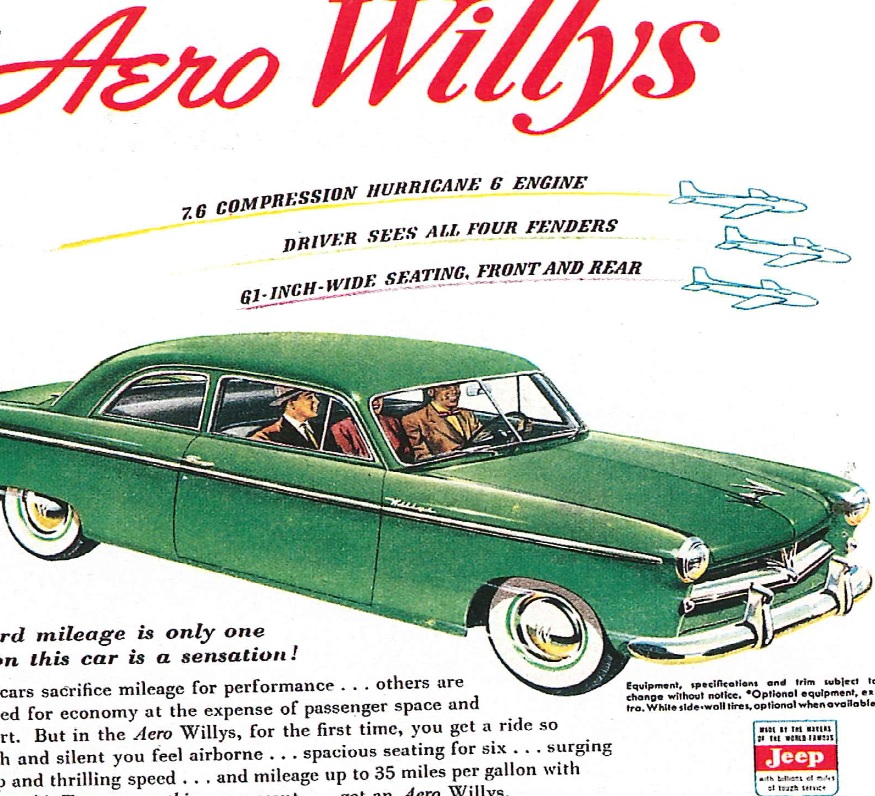 Aero Willys
7.6 COMPRESSION HURRICANE 6 ENGINE
DRIVER SEES ALL FOUR FENDERS
61-INCH-WIDE SEATING, FRONT AND REAR
Willys
rd mileage is only one
on this car is a sensation!
cars sacrifice mileage for performance . . . others are
ed for economy at the expense of passenger space and
rt. But in the Aero Willys, for the first time, you get a ride so
h and silent you feel airborne . . . spacious seating for six . . . surging
p and thrilling speed . . . and mileage up to 35 miles per gallon with
get an Aero Willys.
Equipment, specifications and trim subject to
change without notice. *Optional equipment, ex
tra. White side-wall tires, optional when available
MADE BY THE MAKERS
OF THE WORLD FAMOUS
Jeep
with billions of miles
of tough service